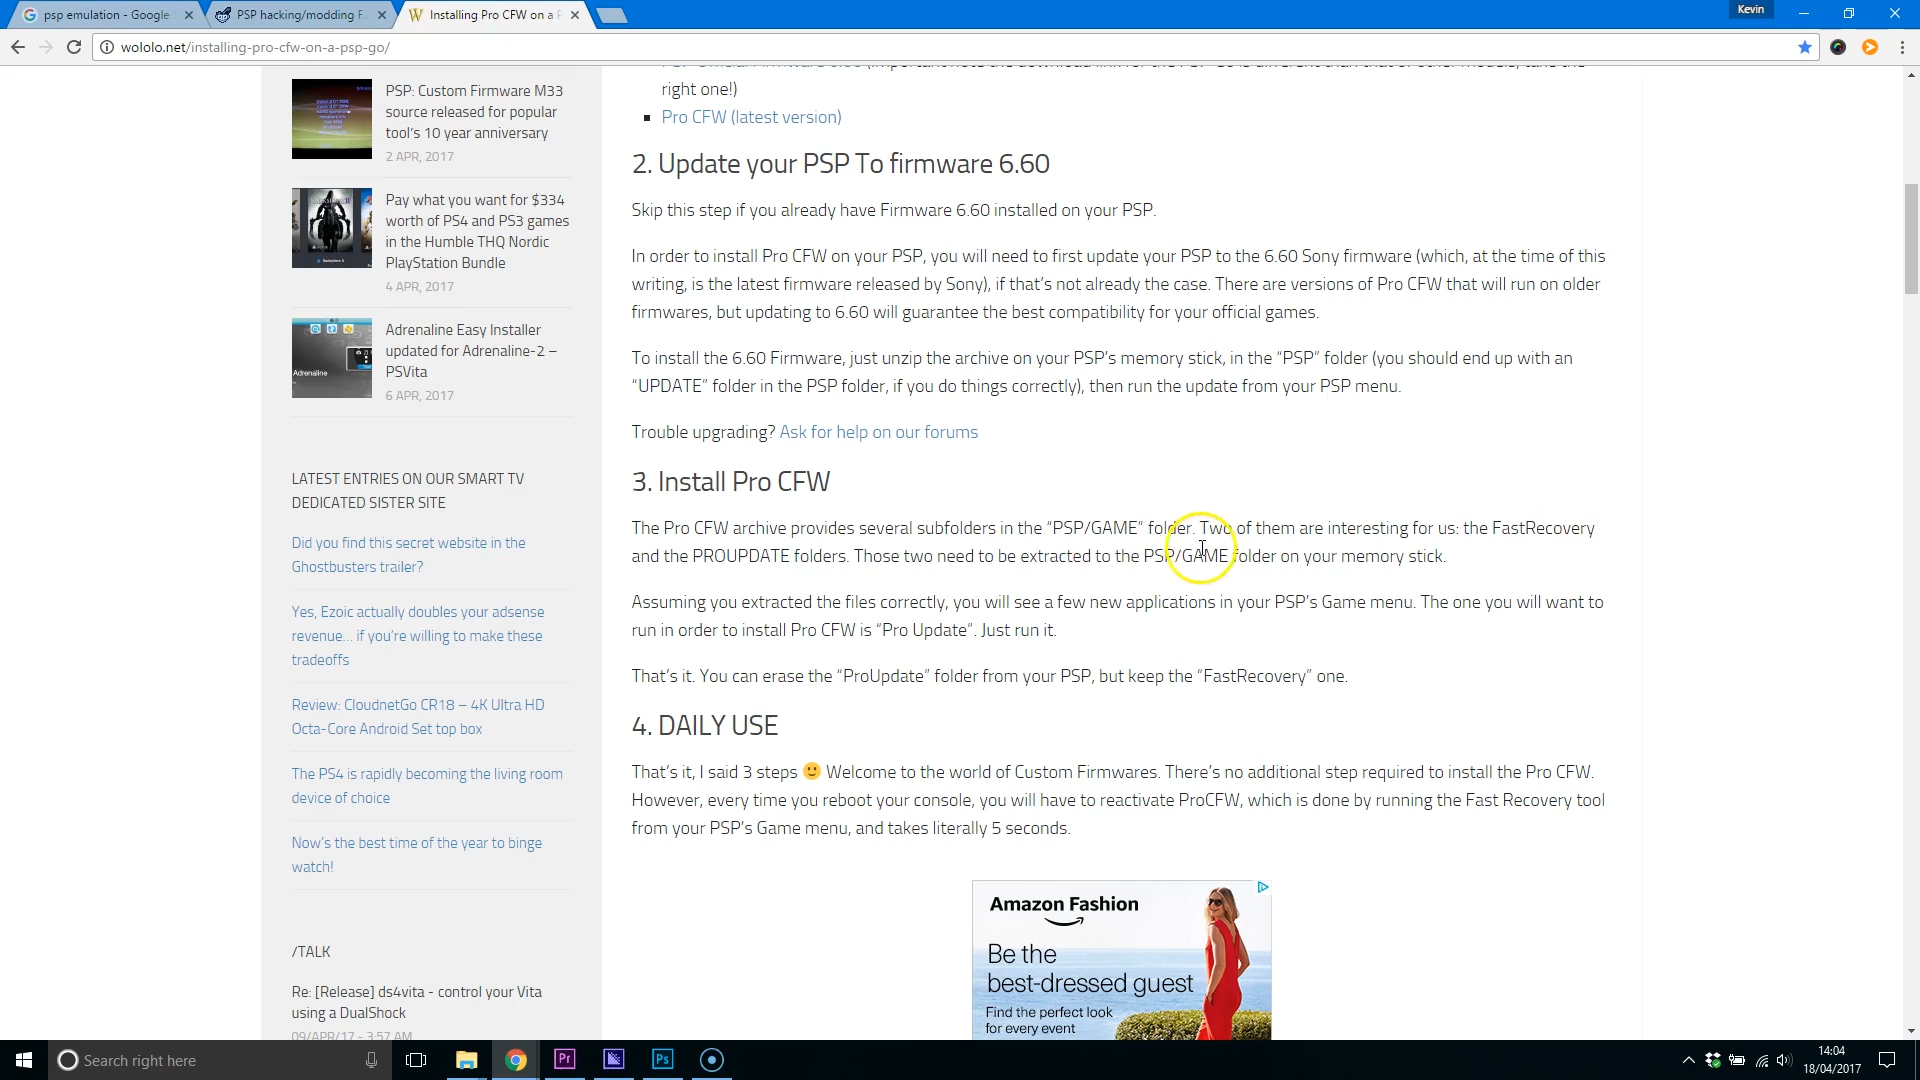 psp emulation - Google
PSP hacking/modding F
Installing Pro CFW on a P
Kevin
wololo.net/installing-pro-cfw-on-a-psp-go/
PSP: Custom Firmware M33
source released for popular
tool's 10 year anniversary
2 APR, 2017
Pay what you want for $334
worth of PS4 and PS3 games
in the Humble THQ Nordic
PlayStation Bundle
4 APR, 2017
Adrenaline
Adrenaline Easy Installer
updated for Adrenaline-2 –
PSVita
6 APR, 2017
LATEST ENTRIES ON OUR SMART TV
DEDICATED SISTER SITE
Did you find this secret website in the
Ghostbusters trailer?
Yes, Ezoic actually doubles your adsense
revenue… if you're willing to make these
tradeoffs
Review: CloudnetGo CR18 – 4K Ultra HD
Octa-Core Android Set top box
The PS4 is rapidly becoming the living room
device of choice
Now's the best time of the year to binge
watch!
/TALK
Re: [Release] ds4vita - control your Vita
using a DualShock
09/APR/17 - 3:57 AM
right one!)
Pro CFW (latest version)
2. Update your PSP To firmware 6.60
Skip this step if you already have Firmware 6.60 installed on your PSP.
In order to install Pro CFW on your PSP, you will need to first update your PSP to the 6.60 Sony firmware (which, at the time of this
writing, is the latest firmware released by Sony), if that's not already the case. There are versions of Pro CFW that will run on older
firmwares, but updating to 6.60 will guarantee the best compatibility for your official games.
To install the 6.60 Firmware, just unzip the archive on your PSP's memory stick, in the “PSP” folder (you should end up with an
“UPDATE” folder in the PSP folder, if you do things correctly), then run the update from your PSP menu.
Trouble upgrading? Ask for help on our forums
3. Install Pro CFW
The Pro CFW archive provides several subfolders in the “PSP/GAME” folder. Two of them are interesting for us: the FastRecovery
and the PROUPDATE folders. Those two need to be extracted to the PSP/GAME folder on your memory stick.
Assuming you extracted the files correctly, you will see a few new applications in your PSP's Game menu. The one you will want to
run in order to install Pro CFW is “Pro Update”. Just run it.
That's it. You can erase the “ProUpdate” folder from your PSP, but keep the “FastRecovery” one.
4. DAILY USE
That's it, I said 3 steps 🙂 Welcome to the world of Custom Firmwares. There's no additional step required to install the Pro CFW.
However, every time you reboot your console, you will have to reactivate ProCFW, which is done by running the Fast Recovery tool
from your PSP's Game menu, and takes literally 5 seconds.
Amazon Fashion
Be the
best-dressed guest
Find the perfect look
for every event
Search right here
Pr
Ps
14:04
18/04/2017